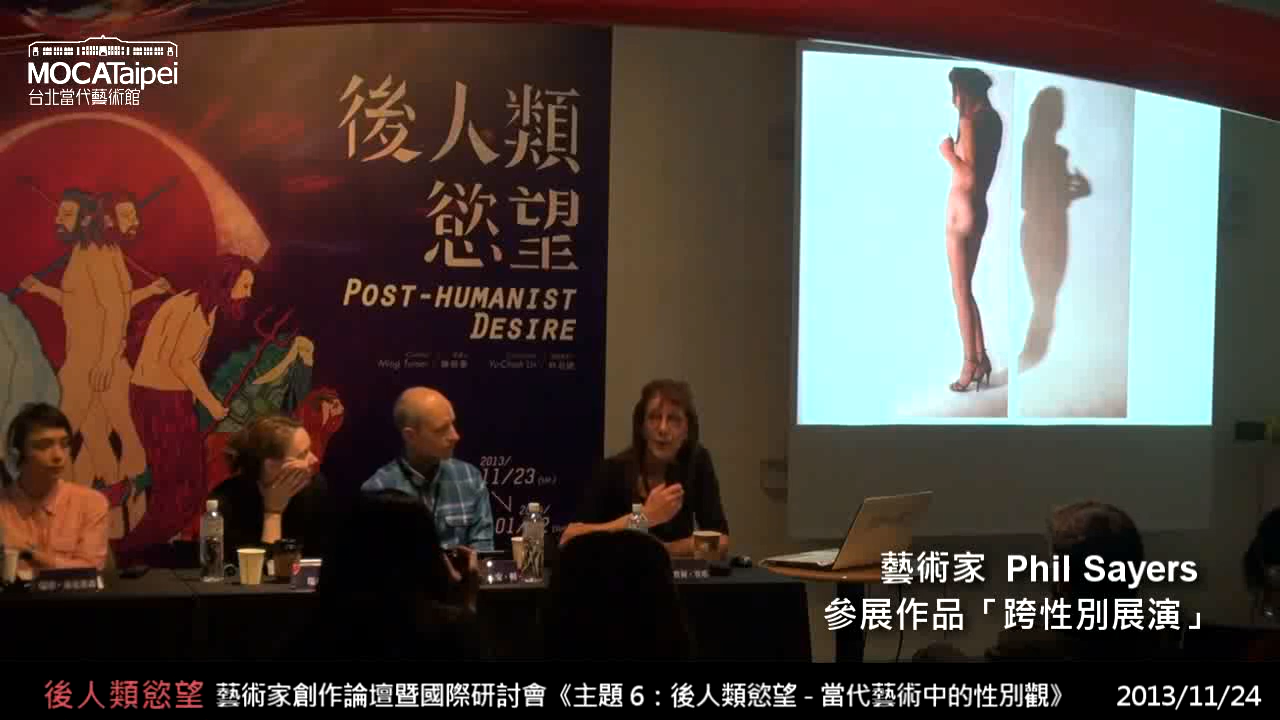 MOCATaipei
台北當代藝術館
後人類
慾望
POST-HUMANIST
DESIRE
2013/
11/23
藝術家 Phil Sayers
參展作品「跨性別展演」
後人類慾望 藝術家創作論壇暨國際研討會《主題 6：後人類慾望 - 當代藝術中的性別觀》 2013/11/24